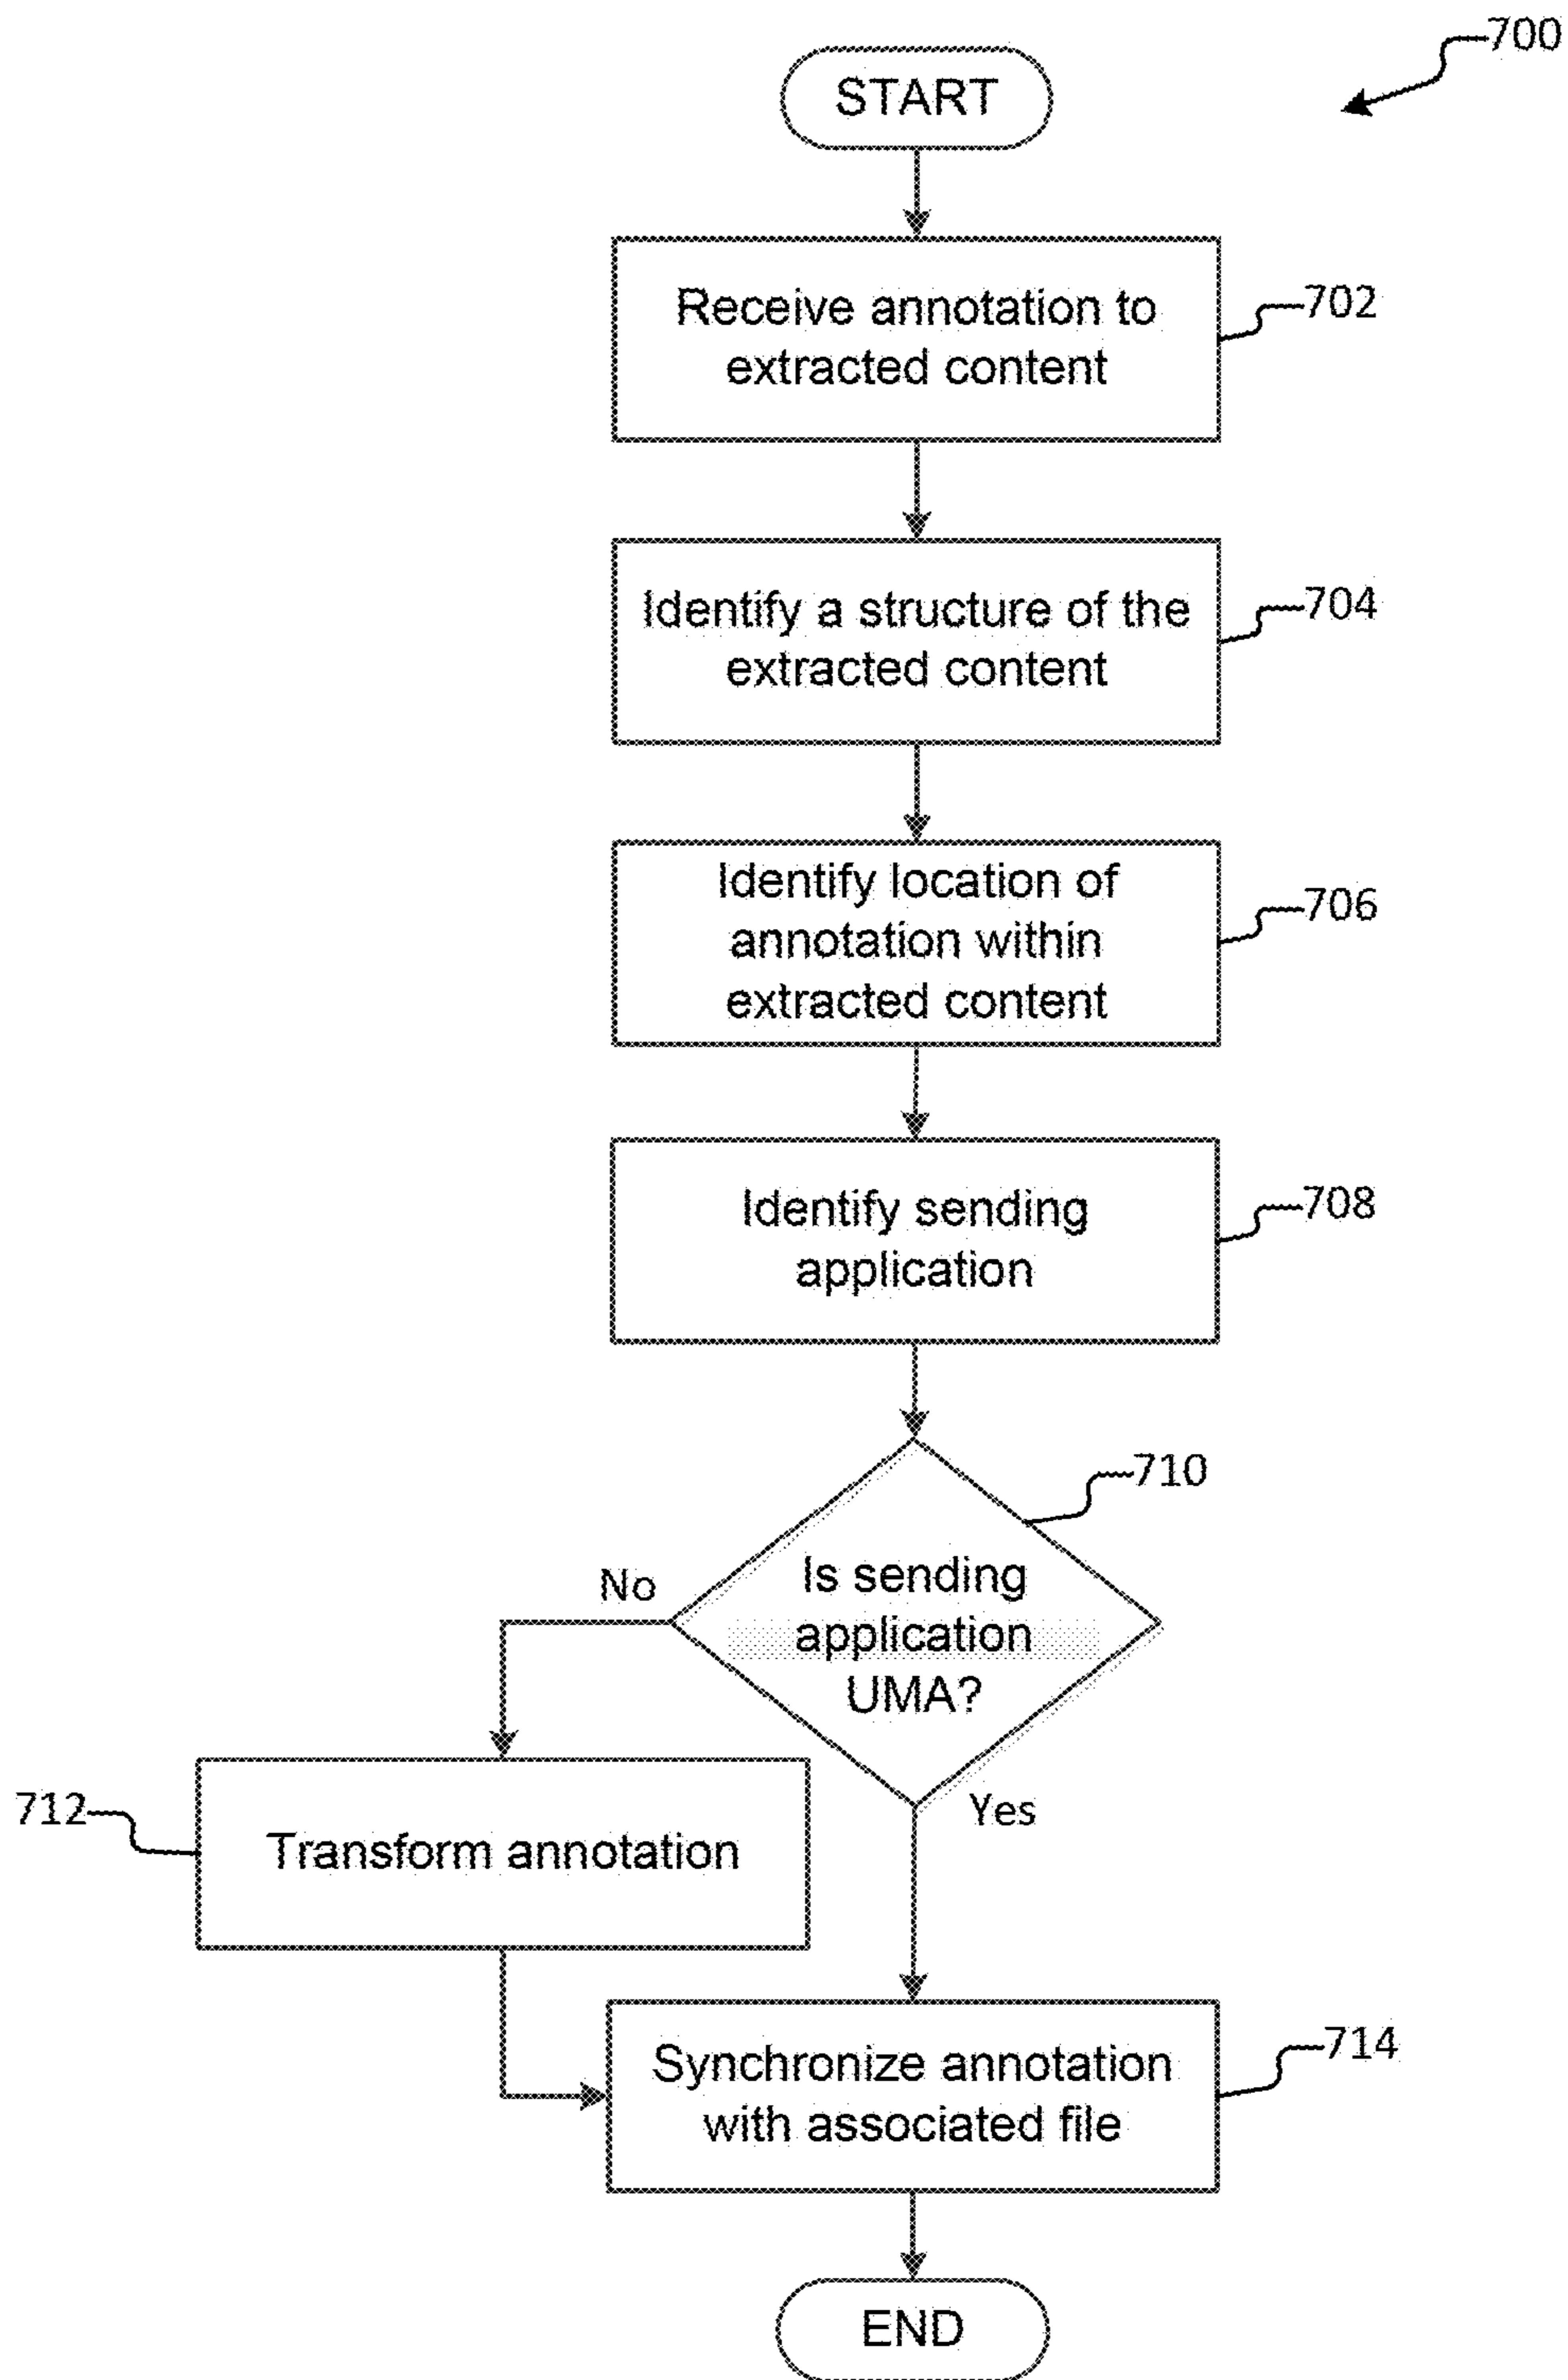 700
START
Receive annotation to
extracted content
702
Identify a structure of the
extracted content
704
Identify location of
annotation within
extracted content
706
Identify sending
application
708
710
Is sending
application
UMA?
No
Yes
712
Transform annotation
Synchronize annotation
with associated file
714
END